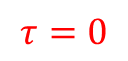 τ = 0